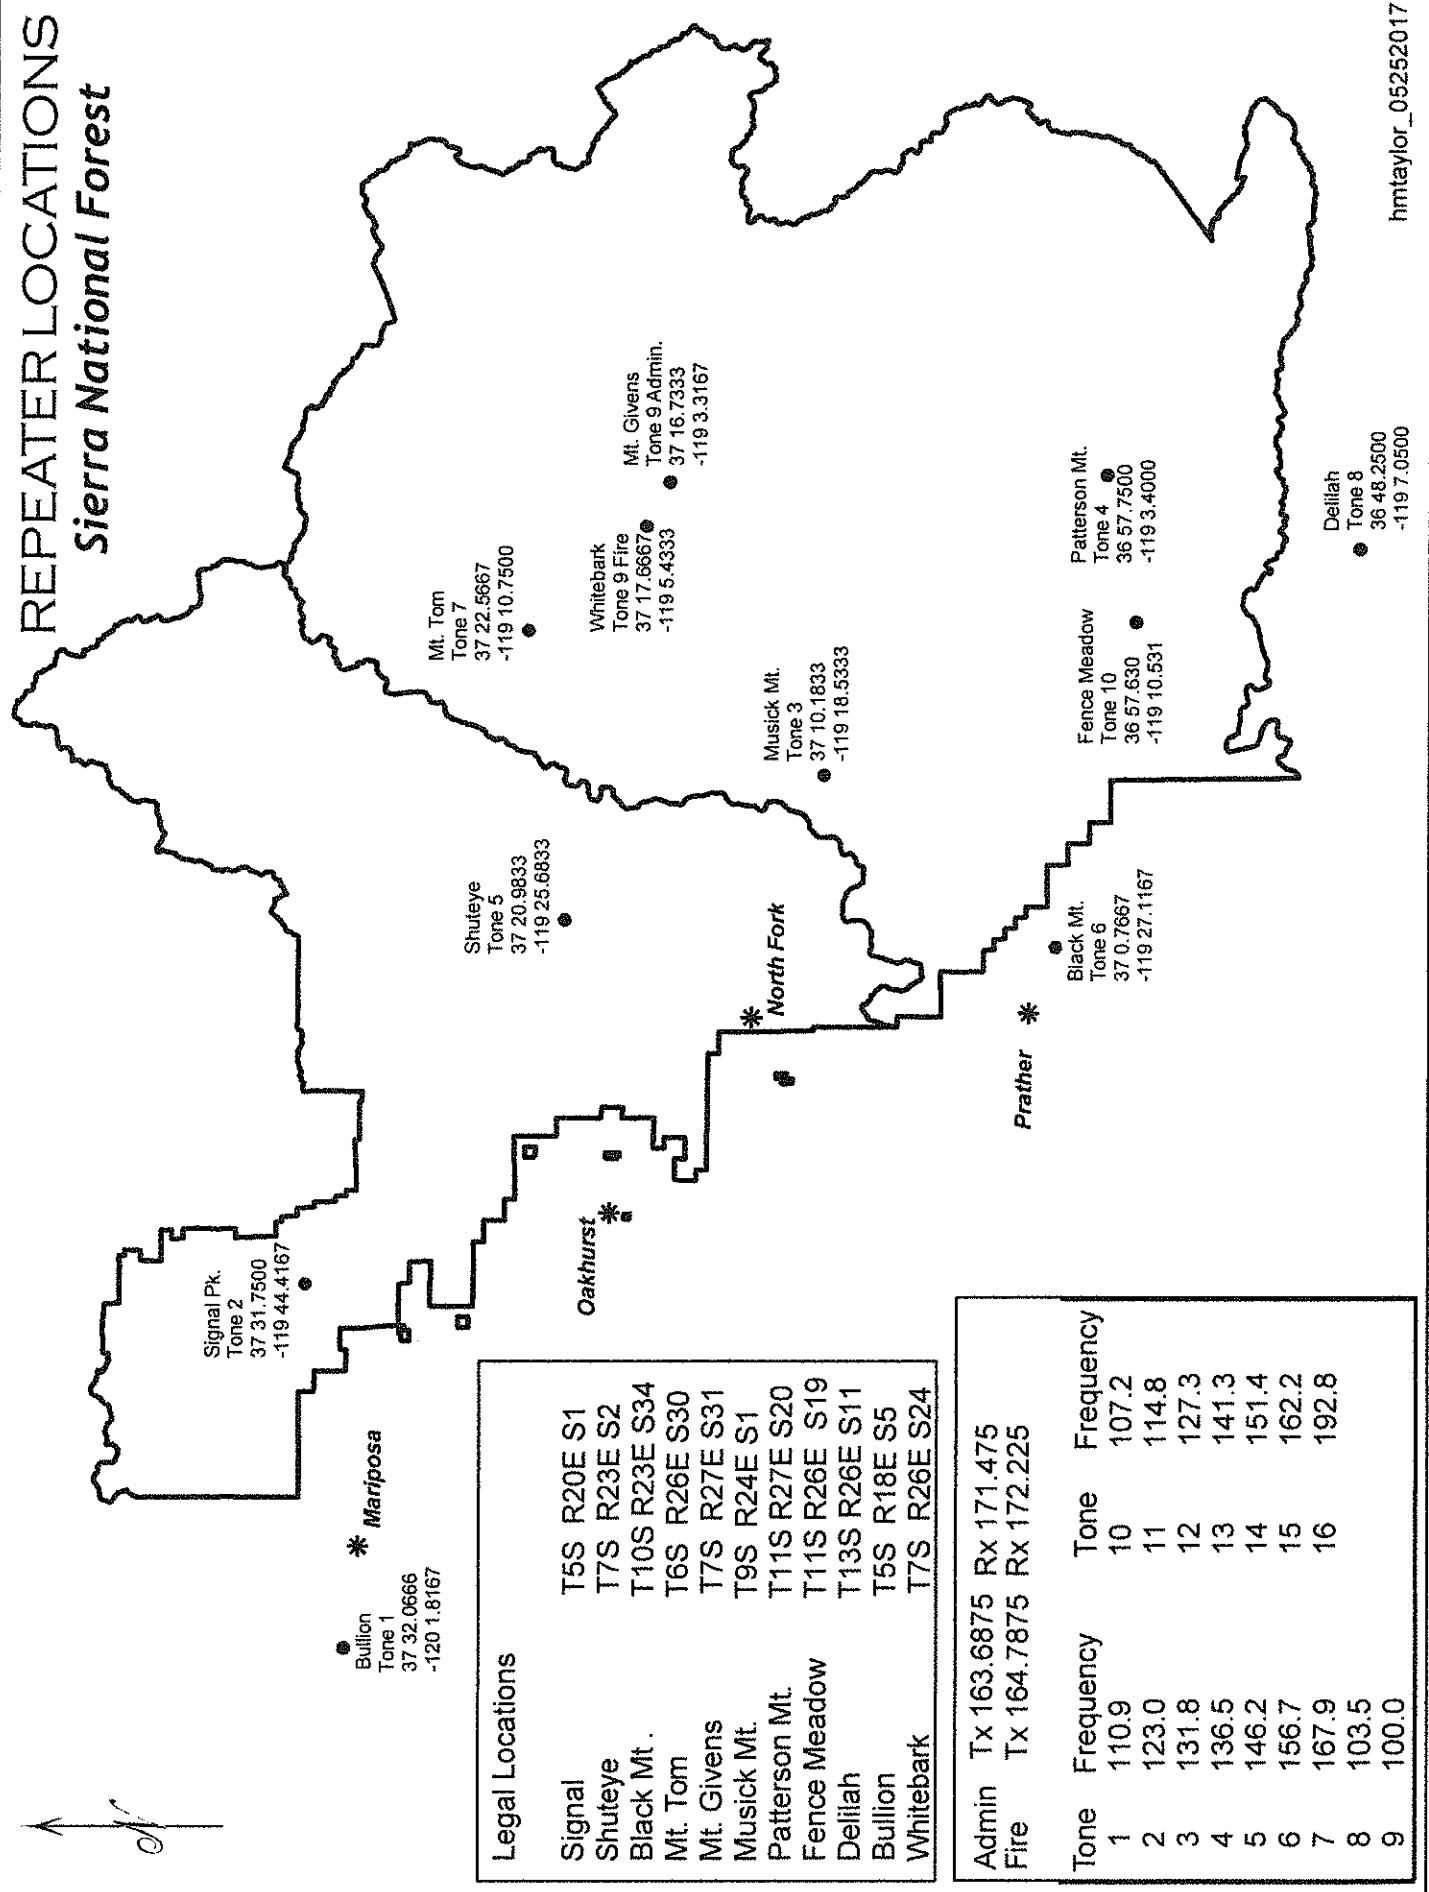 REPEATER LOCATIONS
Sierra National Forest
N
Signal Pk.
Tone 2
37 31.7500
-119 44.4167
Bullion
Tone 1
37 32.0666
-120 1.8167
Mariposa
Mt. Tom
Tone 7
37 22.5667
-119 10.7500
Shuteye
Tone 5
37 20.9833
-119 25.6833
Whitebark
Tone 9 Fire
37 17.6667
-119 5.4333
Mt. Givens
Tone 9 Admin.
37 16.7333
-119 3.3167
Oakhurst
North Fork
Musick Mt.
Tone 3
37 10.1833
-119 18.5333
Prather
Black Mt.
Tone 6
37 0.7667
-119 27.1167
Fence Meadow
Tone 10
36 57.630
-119 10.531
Patterson Mt.
Tone 4
36 57.7500
-119 3.4000
Delilah
Tone 8
36 48.2500
-119 7.0500
Legal Locations
Signal T5S R20E S1
Shuteye T7S R23E S2
Black Mt. T10S R23E S34
Mt. Tom T6S R26E S30
Mt. Givens T7S R27E S31
Musick Mt. T9S R24E S1
Patterson Mt. T11S R27E S20
Fence Meadow T11S R26E S19
Delilah T13S R26E S11
Bullion T5S R18E S5
Whitebark T7S R26E S24
Admin Tx 163.6875 Rx 171.475
Fire Tx 164.7875 Rx 172.225
Tone Frequency Tone Frequency
1 110.9 10 107.2
2 123.0 11 114.8
3 131.8 12 127.3
4 136.5 13 141.3
5 146.2 14 151.4
6 156.7 15 162.2
7 167.9 16 192.8
8 103.5
9 100.0
hmtaylor_05252017